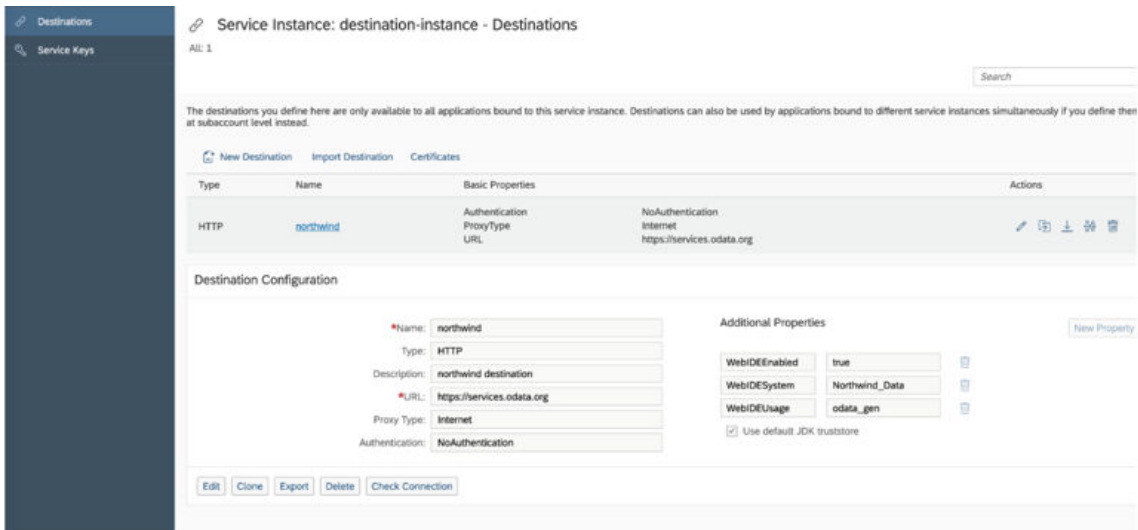 Destinations
Service Keys
Service Instance: destination-instance - Destinations
All: 1
Search
The destinations you define here are only available to all applications bound to this service instance. Destinations can also be used by applications bound to different service instances simultaneously if you define them
at subaccount level instead.
New Destination Import Destination Certificates
Type Name Basic Properties Actions
HTTP northwind
Authentication NoAuthentication
ProxyType Internet
URL https://services.odata.org
Destination Configuration
*Name: northwind
Type: HTTP
Description: northwind destination
*URL: https://services.odata.org
Proxy Type: Internet
Authentication: NoAuthentication
Additional Properties
New Property
WebIDEEnabled true
WebIDESystem Northwind_Data
WebIDEUsage odata_gen
Use default JDK truststore
Edit Clone Export Delete Check Connection